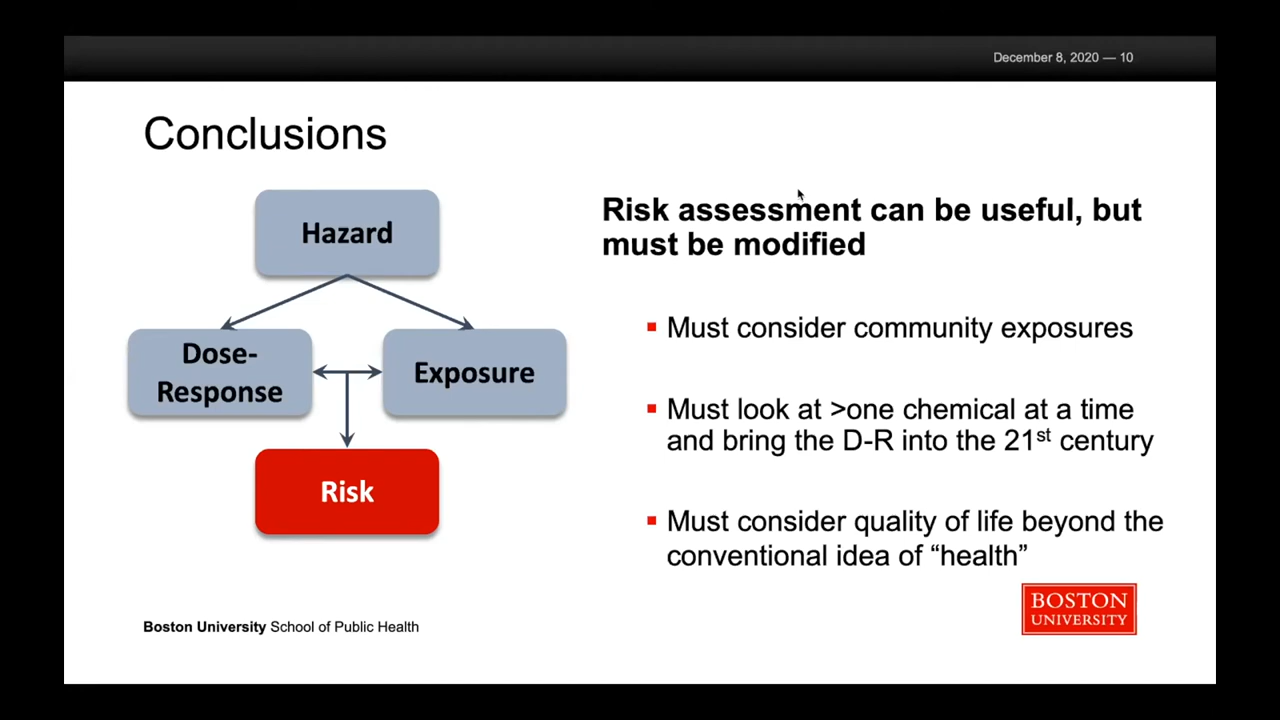 December 8, 2020 — 10
Conclusions
Hazard
Dose-
Response
Exposure
Risk
Risk assessment can be useful, but
must be modified
▪ Must consider community exposures
▪ Must look at >one chemical at a time
and bring the D-R into the 21st century
▪ Must consider quality of life beyond the
conventional idea of “health”
Boston University School of Public Health
BOSTON
UNIVERSITY